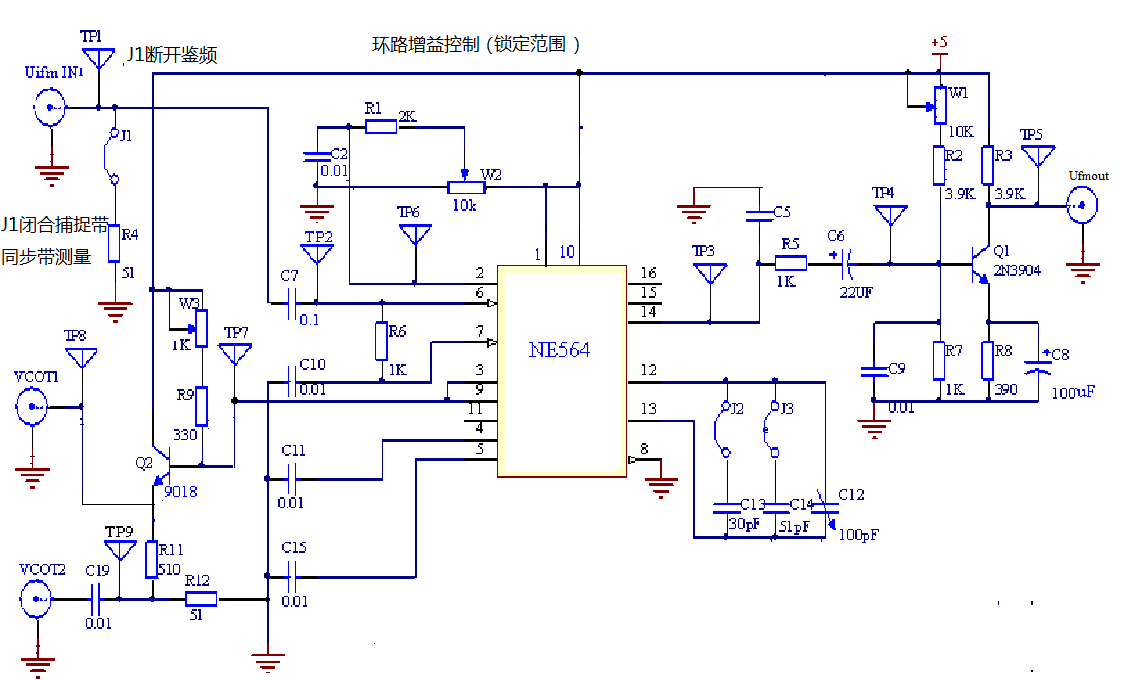 TP1
J1断开鉴频
环路增益控制 (锁定范围 )
+5
Uifm IN1
W1
10K
J1
R1
2K
C2
0.01
W2
10k
TP5
R2
3.9K
R3
3.9K
Ufmout
J1闭合捕捉带
同步带测量
R4
51
TP6
TP2
TP4
C5
TP3
R5
1K
C6
22UF
Q1
2N3904
C7
0.1
1
10
2
6
7
3
9
11
4
5
16
15
14
12
13
8
NE564
W3
1K
TP7
TP8
R6
1K
C10
0.01
VCOT1
R9
330
Q2
9018
C11
0.01
C15
0.01
C9
0.01
R7
1K
R8
390
C8
100uF
J2
J3
C13
30pF
C14
51pF
C12
100pF
TP9
R11
510
VCOT2
C19
0.01
R12
51